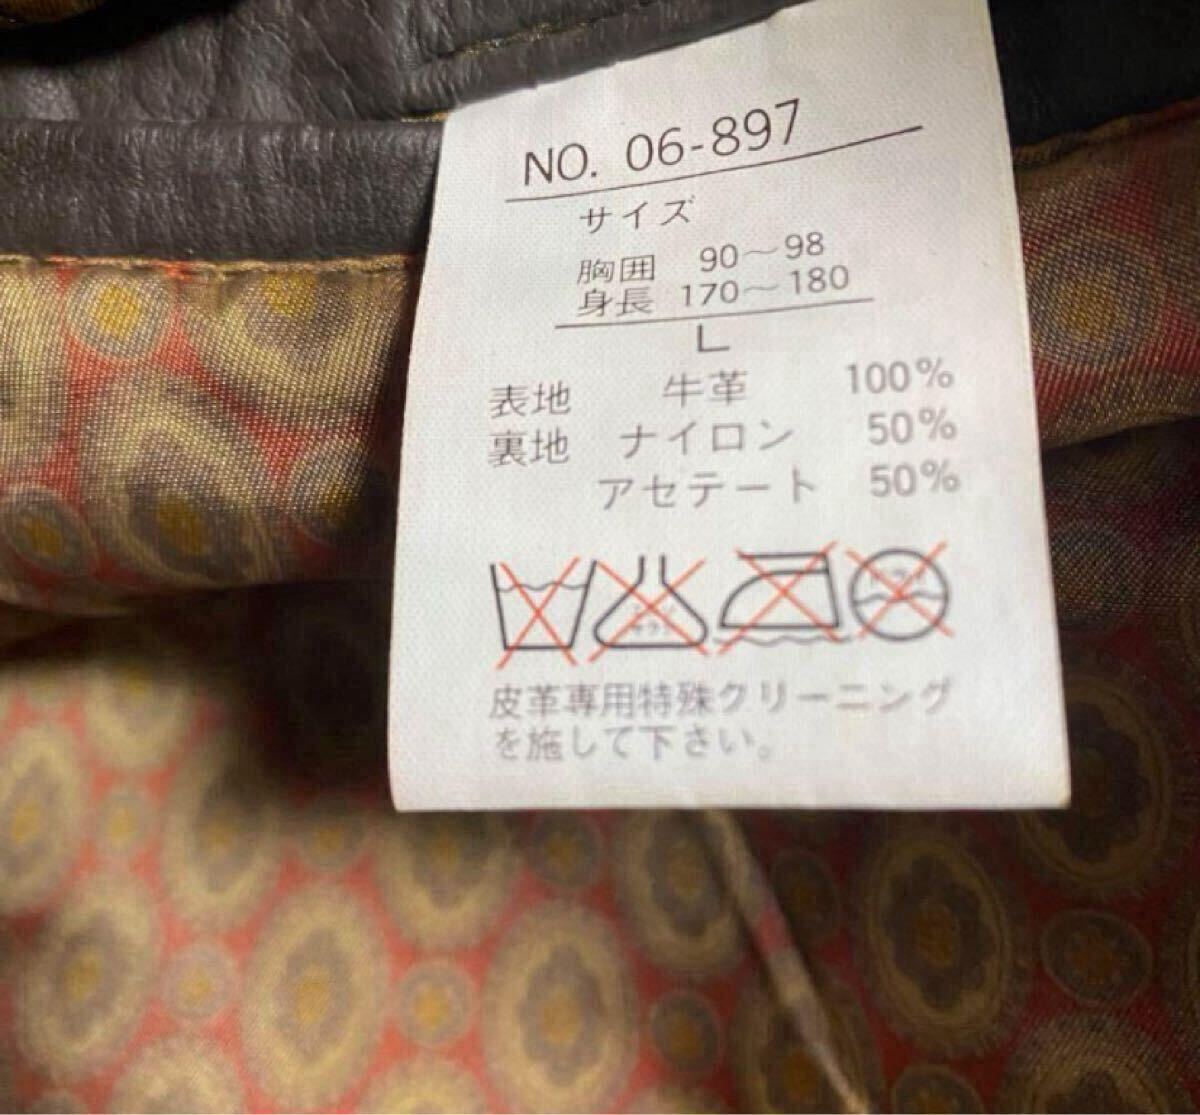 NO. 06-897
サイズ
胸囲 90～98
身長 170～180
L
表地 牛革 100%
裏地 ナイロン 50%
アセテート 50%
皮革専用特殊クリーニング
を施して下さい。